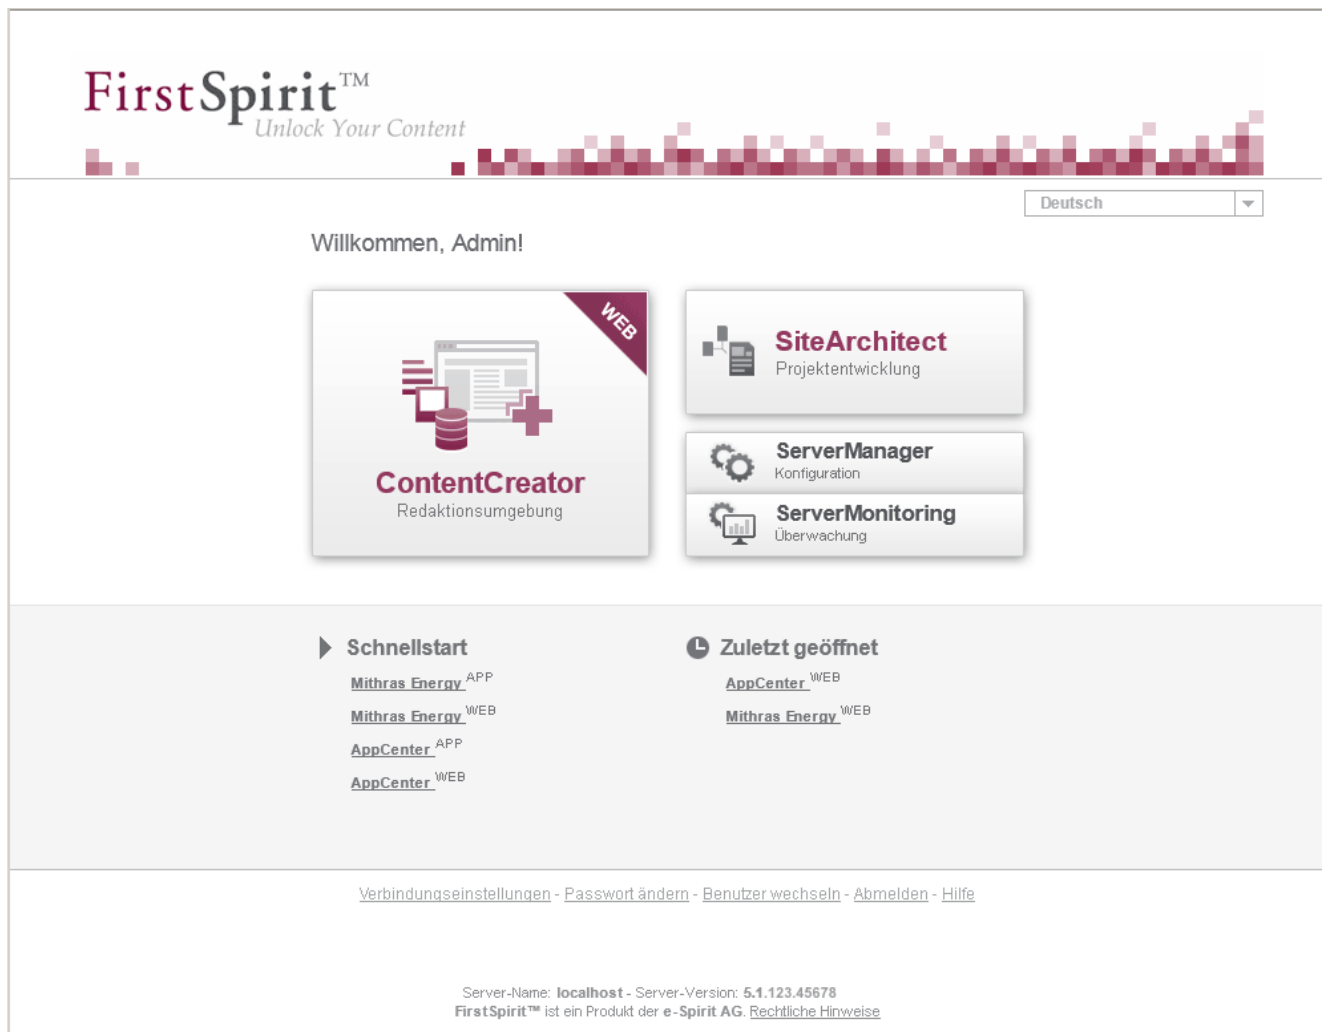 FirstSpirit™
Unlock Your Content
Deutsch
Willkommen, Admin!
WEB
ContentCreator
Redaktionsumgebung
SiteArchitect
Projektentwicklung
ServerManager
Konfiguration
ServerMonitoring
Überwachung
Schnellstart
Mithras Energy APP
Mithras Energy WEB
AppCenter APP
AppCenter WEB
Zuletzt geöffnet
AppCenter WEB
Mithras Energy WEB
Verbindungseinstellungen - Passwort ändern - Benutzer wechseln - Abmelden - Hilfe
Server-Name: localhost - Server-Version: 5.1.123.45678
FirstSpirit™ ist ein Produkt der e-Spirit AG. Rechtliche Hinweise